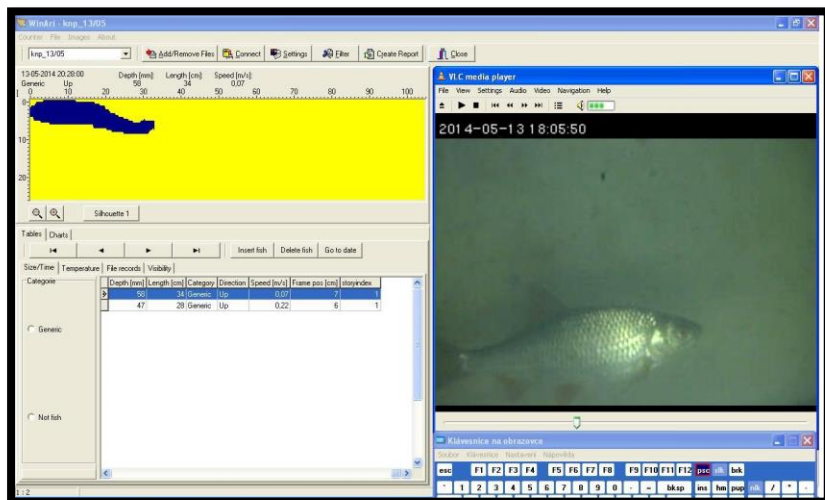 WinAri - knp_13/05
Counter File Images About
knp_13/05 Add/Remove Files Connect Settings Filter Create Report Close
13-05-2014 20:28:00 Depth [mm] Length [cm] Speed [m/s]
Generic Up 58 34 0,07
0 10 20 30 40 50 60 70 80 90 100
0
10
20
Silhouette 1
Tables Charts
Insert fish Delete fish Go to date
Size/Time Temperature File records Visibility
Categorie
Generic
Not fish
Depth [mm] Length [cm] Category Direction Speed [m/s] Frame pos [cm] storyindex
58 34 Generic Up 0,07 7 1
47 28 Generic Up 0,22 6 1
1 : 2
VLC media player
File View Settings Audio Video Navigation Help
2014-05-13 18:05:50
Klávesnice na obrazovce
Soubor Klávesnice Nastavení Nápověda
esc F1 F2 F3 F4 F5 F6 F7 F8 F9 F10 F11 F12 psc slk brk
` 1 2 3 4 5 6 7 8 9 0 - = bksp ins hm pup nlk / * -